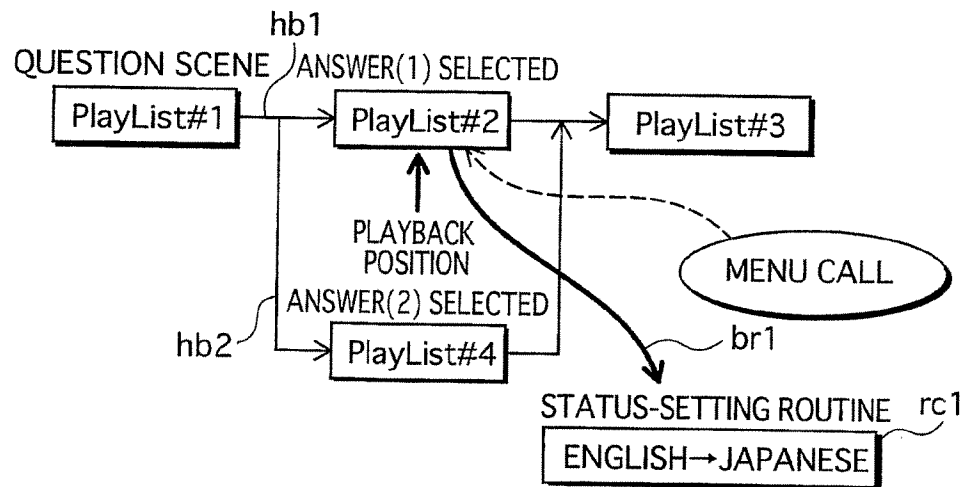 hb1
QUESTION SCENE
ANSWER(1) SELECTED
PlayList#1
PlayList#2
PlayList#3
PLAYBACK
POSITION
MENU CALL
ANSWER(2) SELECTED
hb2
PlayList#4
br1
STATUS-SETTING ROUTINE
rc1
ENGLISH→JAPANESE